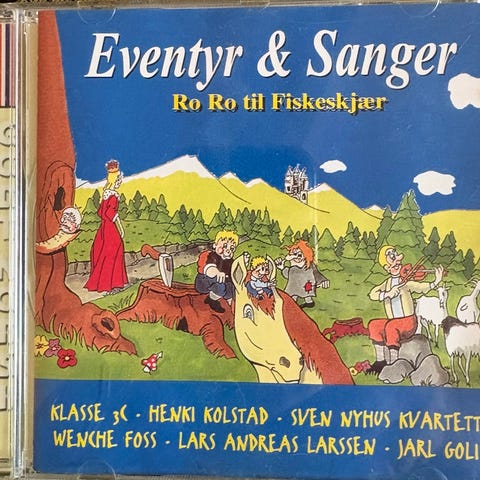 Eventyr & Sanger
Ro Ro til Fiskeskjær
KLASSE 3C · HENKI KOLSTAD · SVEN NYHUS KVARTETT
WENCHE FOSS · LARS ANDREAS LARSSEN · JARL GOLI